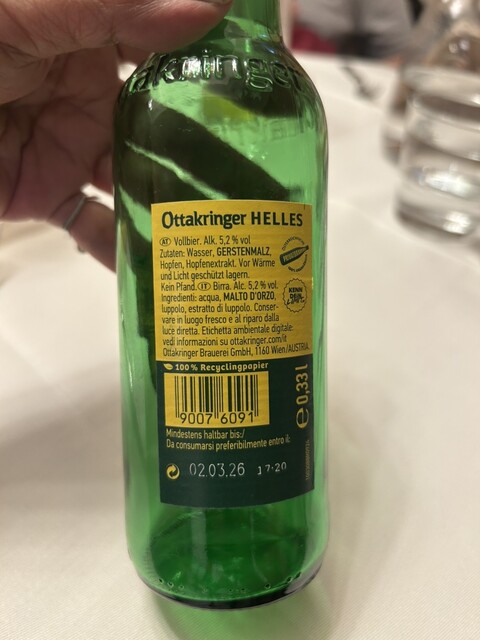 akringer
Ottakringer HELLES
AT Vollbier. Alk. 5,2 % vol
Zutaten: Wasser, GERSTENMALZ,
Hopfen, Hopfenextrakt. Vor Wärme
und Licht geschützt lagern.
Kein Pfand. IT Birra. Alc. 5,2 % vol.
Ingredienti: acqua, MALTO D'ORZO,
luppolo, estratto di luppolo. Conser-
vare in luogo fresco e al riparo dalla
luce diretta. Etichetta ambientale digitale:
vedi informazioni su ottakringer.com/it
Ottakringer Brauerei GmbH, 1160 Wien/AUSTRIA
KENN
DEIN
100% Recyclingpapier
9007 6091
e 0,33 l
Mindestens haltbar bis:/
Da consumarsi preferibilmente entro il:
02.03.26 17:20